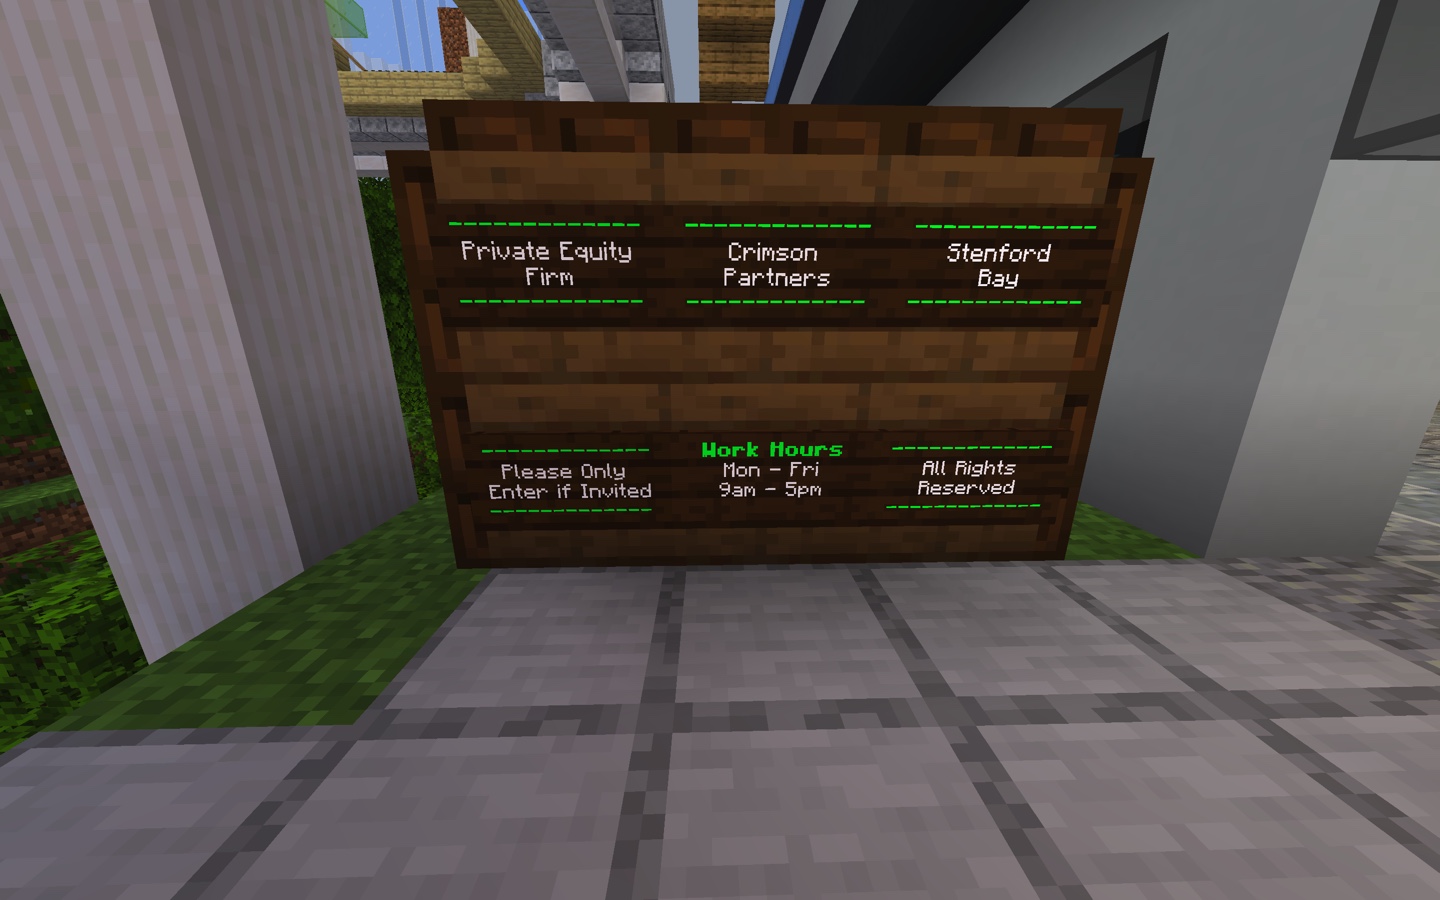 Private Equity
Firm
Crimson
Partners
Stenford
Bay
Please Only
Enter if Invited
Work Hours
Mon - Fri
9am - 5pm
All Rights
Reserved